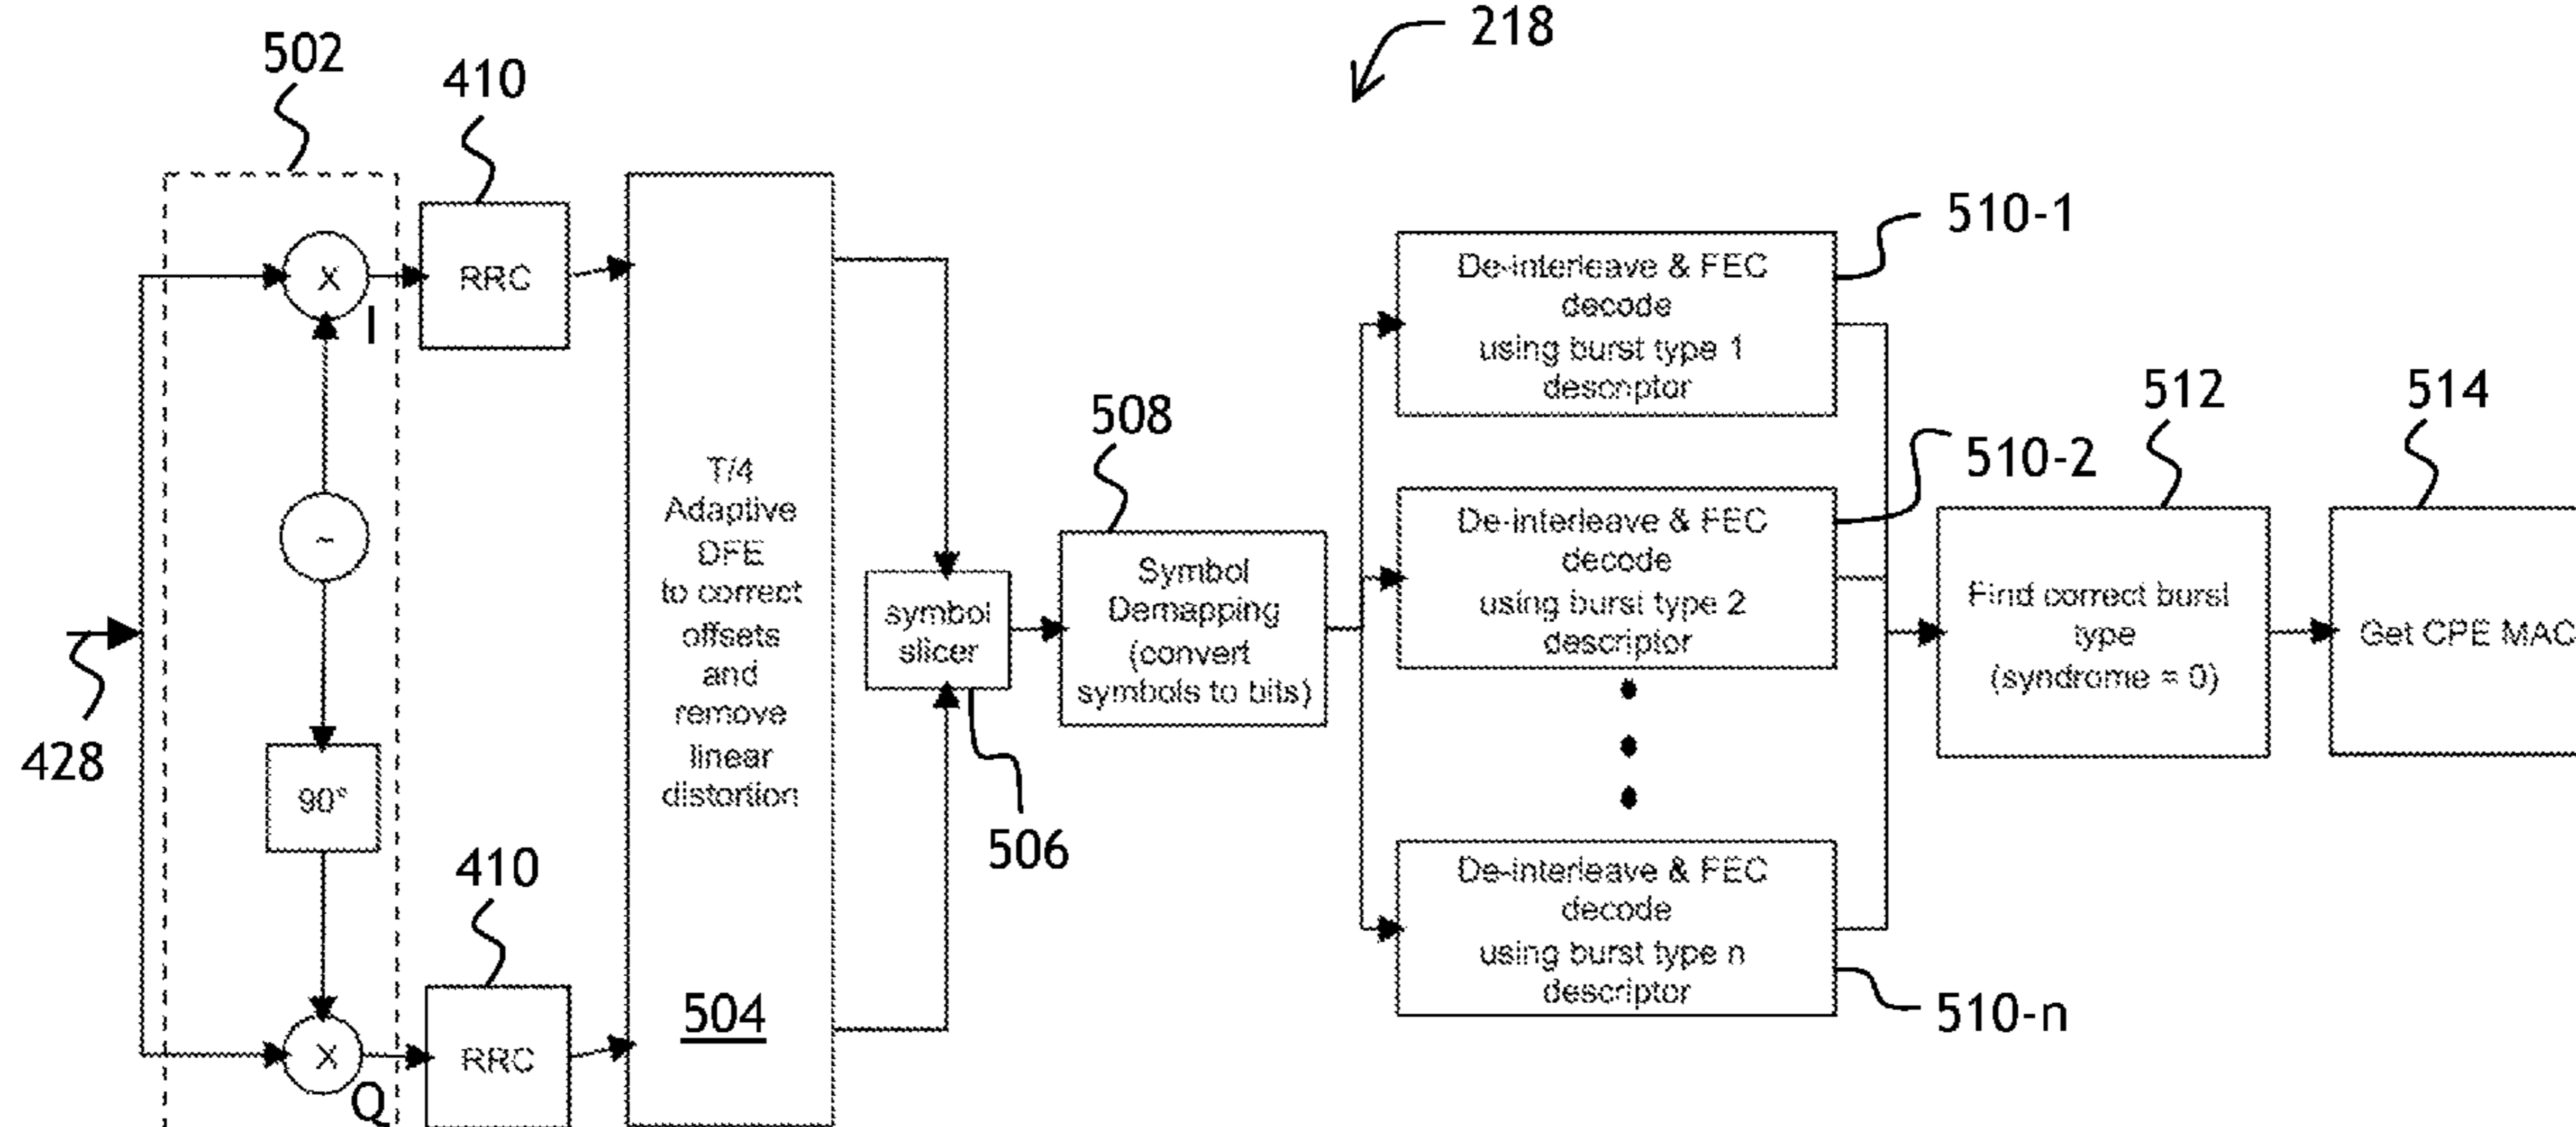 218
502
410
X
I
RRC
~
90°
428
X
Q
410
RRC
T/4
Adaptive
DFE
to correct
offsets
and
remove
linear
distortion
504
symbol
slicer
506
508
Symbol
Demapping
(convert
symbols to bits)
De-interleave & FEC
decode
using burst type 1
descriptor
510-1
De-interleave & FEC
decode
using burst type 2
descriptor
510-2
De-interleave & FEC
decode
using burst type n
descriptor
510-n
512
Find correct burst
type
(syndrome = 0)
514
Get CPE MAC